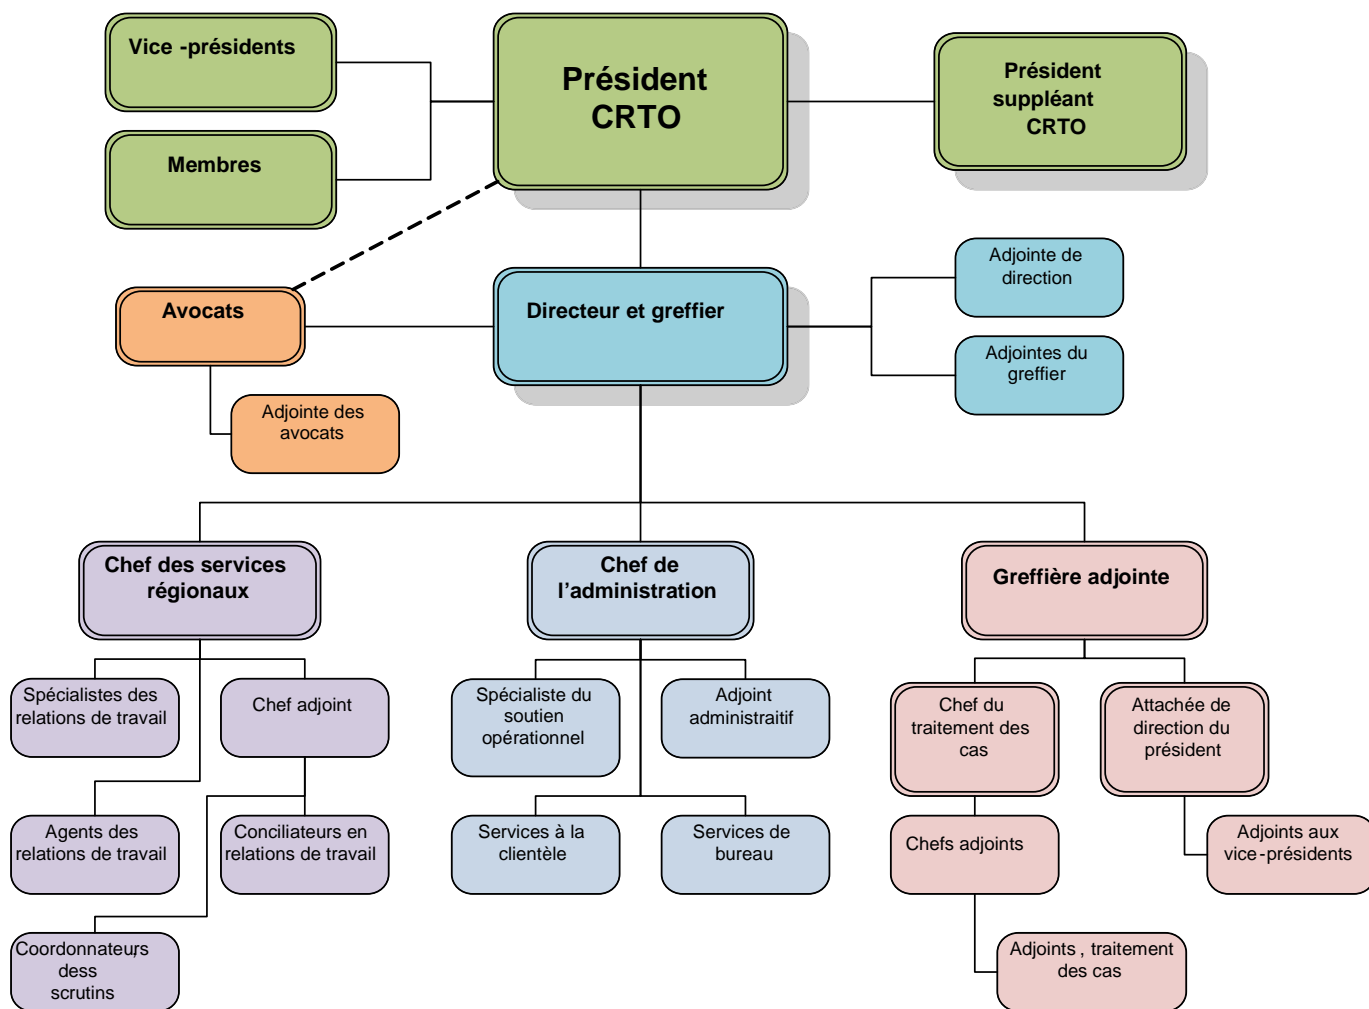 Vice -présidents
Membres
Président
CRTO
Président
suppléant
CRTO
Avocats
Adjointe des
avocats
Directeur et greffier
Adjointe de
direction
Adjointes du
greffier
Chef des services
régionaux
Spécialistes des
relations de travail
Chef adjoint
Agents des
relations de travail
Conciliateurs en
relations de travail
Coordonnateurs,
dess
scrutins
Chef de
l’administration
Spécialiste du
soutien
opérationnel
Adjoint
administraitif
Services à la
clientèle
Services de
bureau
Greffière adjointe
Chef du
traitement des
cas
Attachée de
direction du
président
Chefs adjoints
Adjoints aux
vice-présidents
Adjoints , traitement
des cas